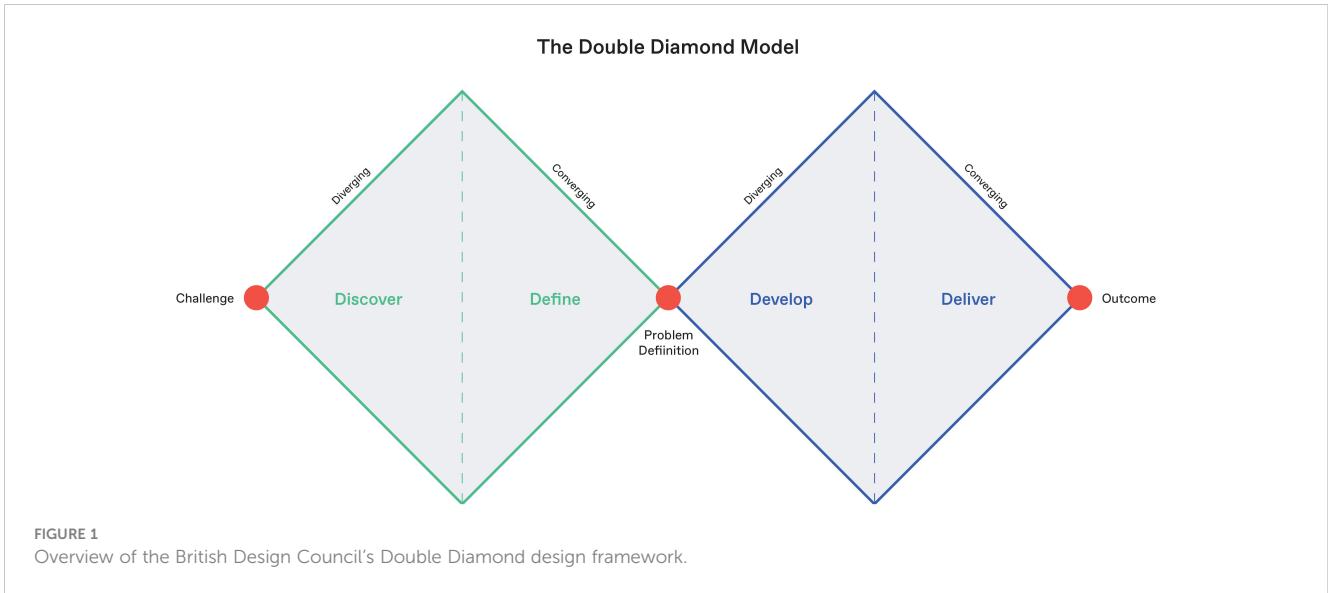 The Double Diamond Model
Diverging
Converging
Diverging
Converging
Challenge
Discover
Define
Problem
Defiinition
Develop
Deliver
Outcome
FIGURE 1
Overview of the British Design Council's Double Diamond design framework.